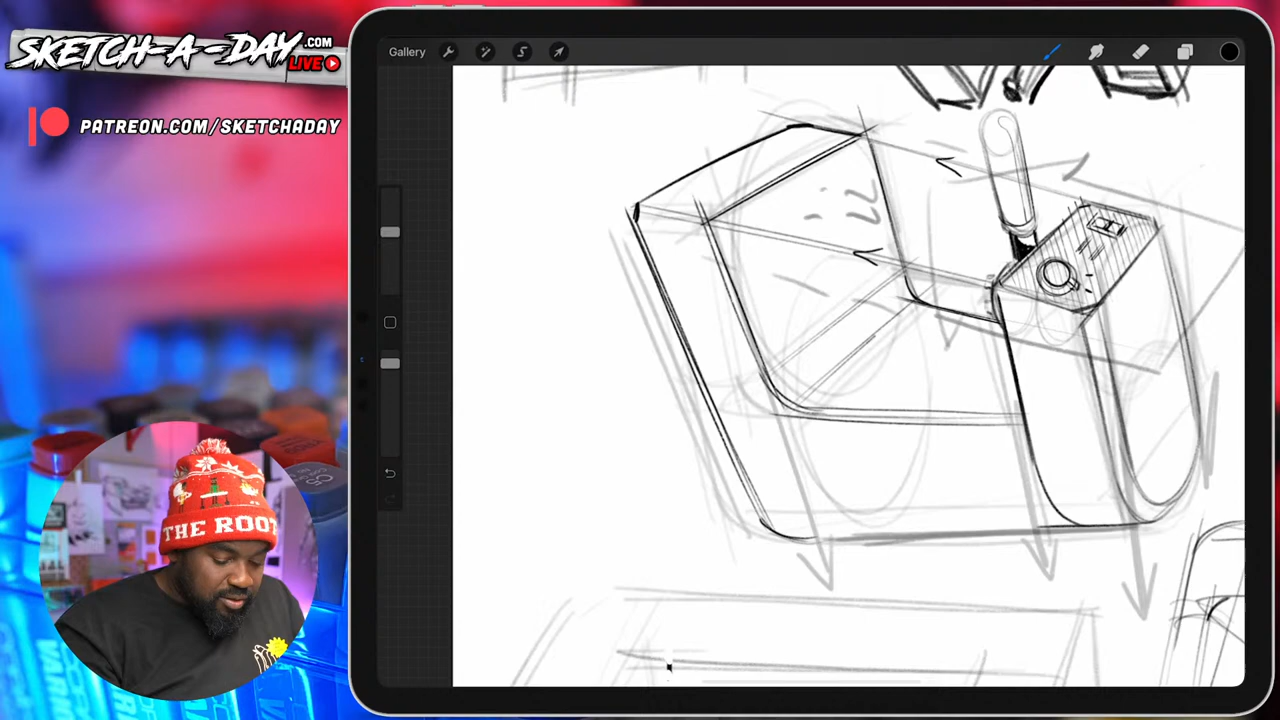 SKETCH-A-DAY.COM
LIVE
PATREON.COM/SKETCHADAY
Gallery
THE ROOT